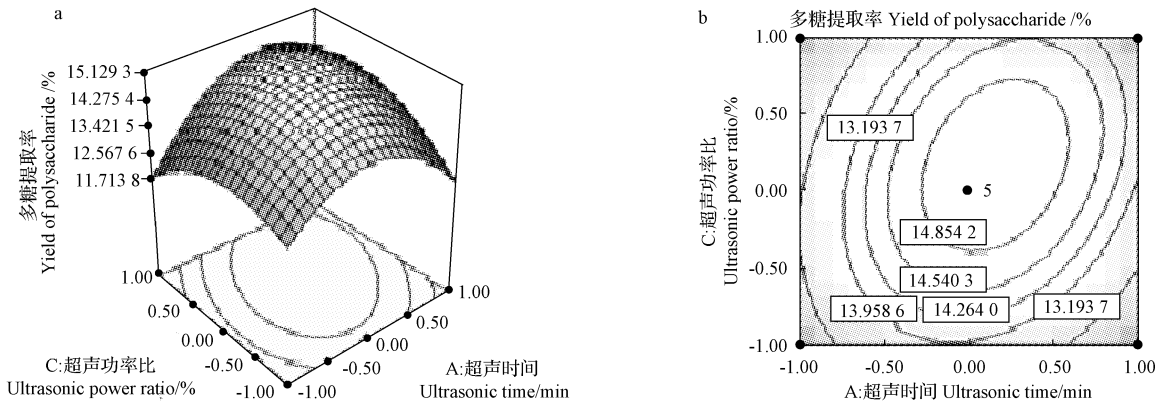 a
15.129 3
14.275 4
13.421 5
12.567 6
11.713 8
多糖提取率
Yield of polysaccharide /%
1.00
0.50
0.00
-0.50
-1.00
C:超声功率比
Ultrasonic power ratio/%
-1.00
-0.50
0.00
0.50
1.00
A:超声时间
Ultrasonic time/min
b
多糖提取率 Yield of polysaccharide /%
1.00
0.50
0.00
-0.50
-1.00
C:超声功率比
Ultrasonic power ratio/%
13.193 7
5
14.854 2
14.540 3
13.958 6
14.264 0
13.193 7
-1.00 -0.50 0.00 0.50 1.00
A:超声时间 Ultrasonic time/min